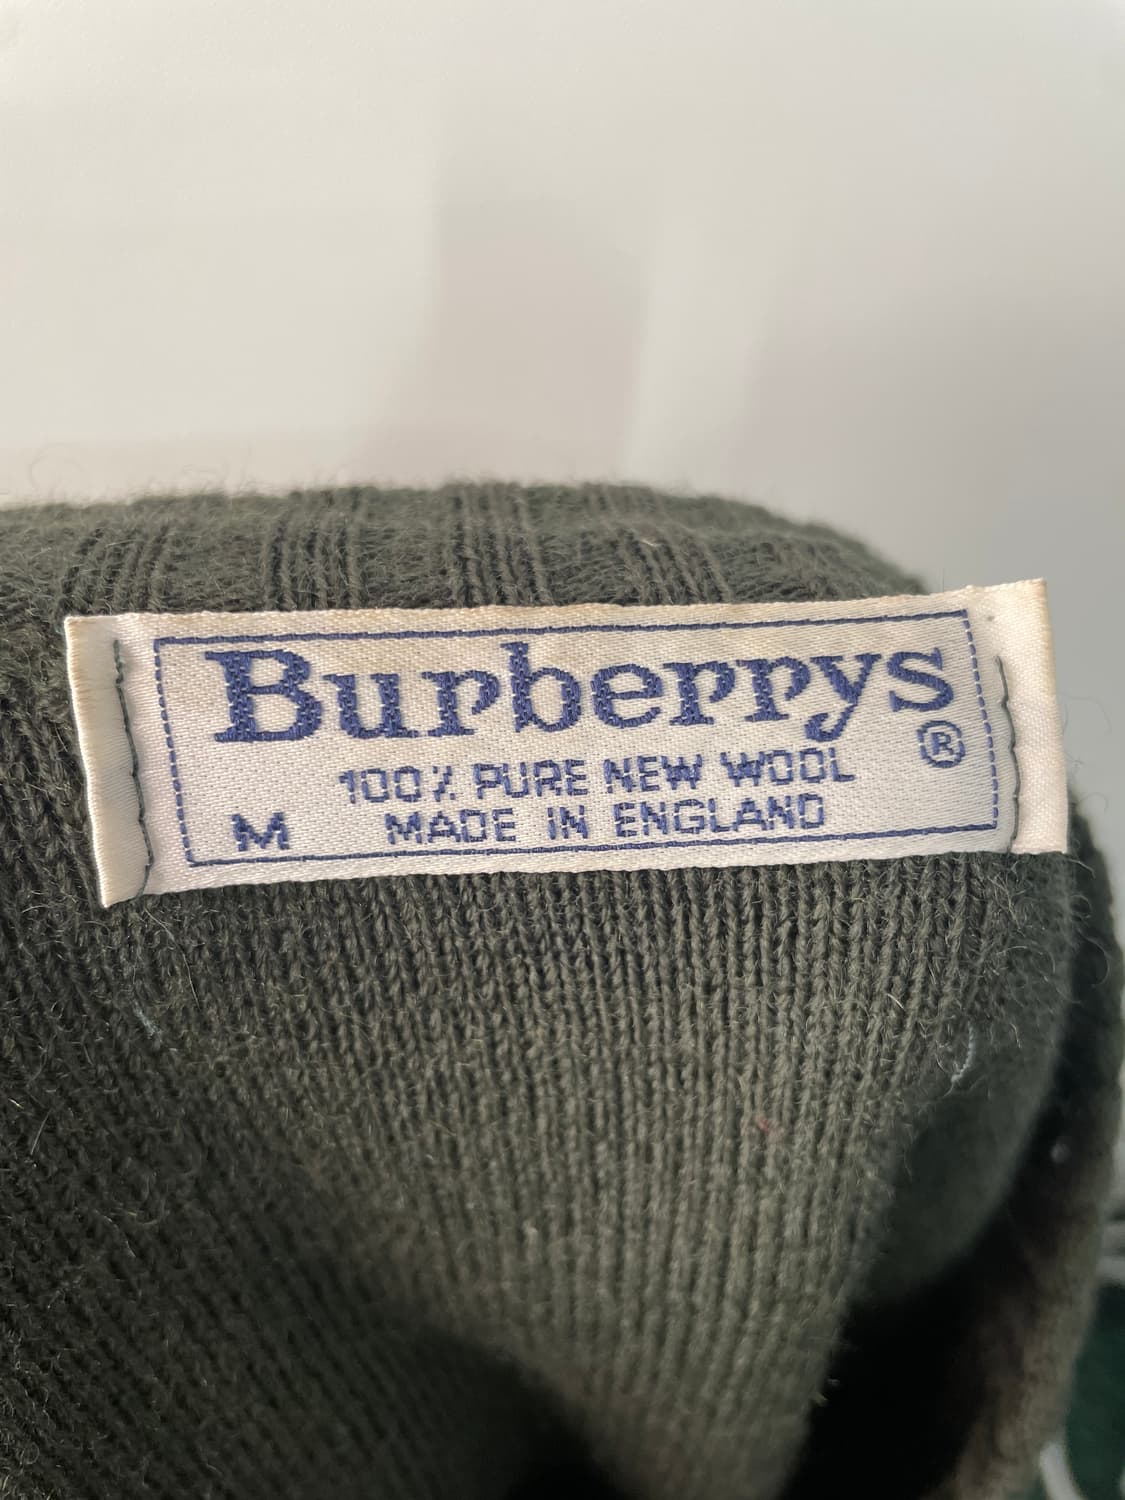 Burberrys®
100% PURE NEW WOOL
M MADE IN ENGLAND